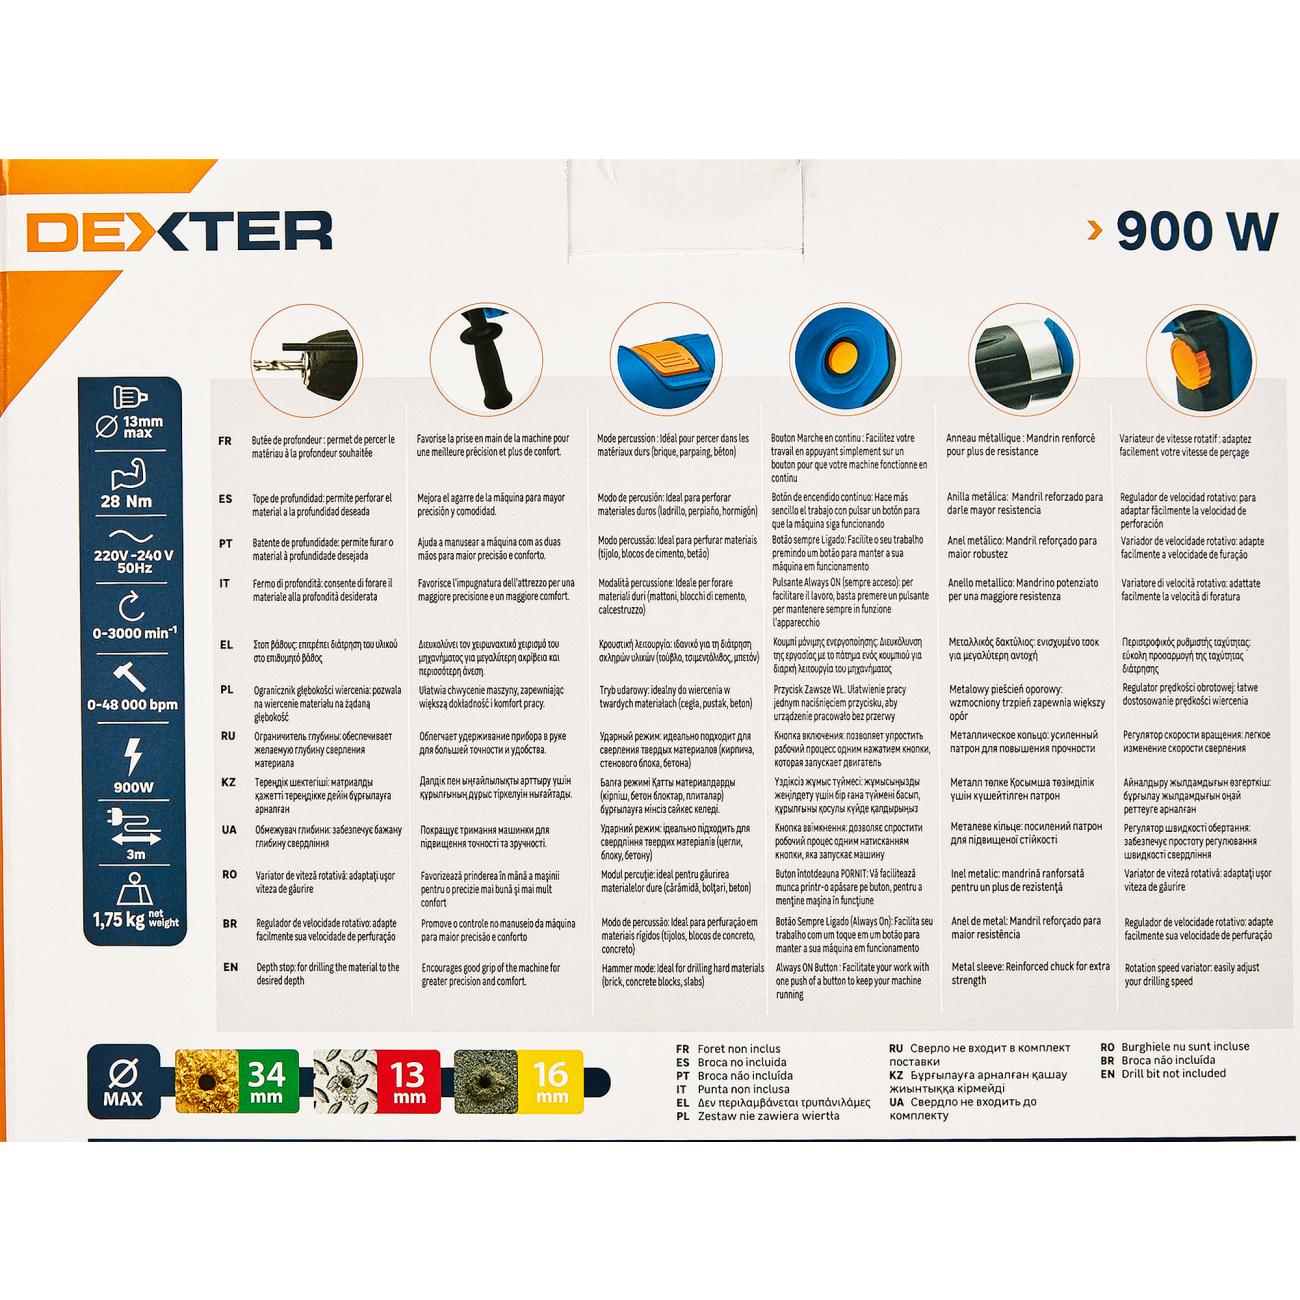 DEXTER
900 W
13mm
max
28 Nm
220V -240 V
50Hz
0-3000 min⁻¹
0-48 000 bpm
900W
3m
1,75 kg net weight
FR
Butée de profondeur : permet de percer le
matériau à la profondeur souhaitée
Favorise la prise en main de la machine pour
une meilleure précision et plus de confort.
Mode percussion : Idéal pour percer dans les
matériaux durs (brique, parpaing, béton)
Bouton Marche en continu : Facilitez votre
travail en appuyant simplement sur un
bouton pour que votre machine fonctionne en
continu
Anneau métallique : Mandrin renforcé
pour plus de resistance
Variateur de vitesse rotatif : adaptez
facilement votre vitesse de perçage
ES
Tope de profundidad: permite perforar el
material a la profundidad deseada
Mejora el agarre de la máquina para mayor
precisión y comodidad.
Modo de percusión: Ideal para perforar
materiales duros (ladrillo, perpiaño, hormigón)
Botón de encendido continuo: Hace más
sencillo el trabajo con pulsar un botón para
que la máquina siga funcionando
Anilla metálica: Mandril reforzado para
darle mayor resistencia
Regulador de velocidad rotativo: para
adaptar fácilmente la velocidad de
perforación
PT
Batente de profundidade: permite furar o
material à profundidade desejada
Ajuda a manusear a máquina com as duas
mãos para maior precisão e conforto.
Modo percussão: Ideal para perfurar materiais
(tijolo, blocos de cimento, betão)
Botão sempre Ligado: Facilite o seu trabalho
premindo um botão para manter a sua
máquina em funcionamento
Anel metálico: Mandril reforçado para
maior robustez
Variador de velocidade rotativo: adapte
facilmente a velocidade de furação
IT
Fermo di profondità: consente di forare il
materiale alla profondità desiderata
Favorisce l'impugnatura dell'attrezzo per una
maggiore precisione e un maggiore comfort.
Modalità percussione: Ideale per forare
materiali duri (mattoni, blocchi di cemento,
calcestruzzo)
Pulsante Always ON (sempre acceso): per
facilitare il lavoro, basta premere un pulsante
per mantenere sempre in funzione
l'apparecchio
Anello metallico: Mandrino potenziato
per una maggiore resistenza
Variatore di velocità rotativo: adattate
facilmente la velocità di foratura
EL
Στοπ βάθους: επιτρέπει διάτρηση του υλικού
στο επιθυμητό βάθος
Διευκολύνει τον χειρωνακτικό χειρισμό του
μηχανήματος για μεγαλύτερη ακρίβεια και
περισσότερη άνεση.
Κρουστική λειτουργία: ιδανικό για τη διάτρηση
σκληρών υλικών (τούβλο, τσιμεντόλιθος, μπετόν)
Κουμπί μόνιμης ενεργοποίησης: Διευκόλυνση
της εργασίας με το πάτημα ενός κουμπιού για
διαρκή λειτουργία του μηχανήματος
Μεταλλικός δακτύλιος: ενισχυμένο τσοκ
για μεγαλύτερη αντοχή
Περιστροφικός ρυθμιστής ταχύτητας:
εύκολη προσαρμογή της ταχύτητας
διάτρησης
PL
Ogranicznik głębokości wiercenia: pozwala
na wiercenie materiału na żądaną
głębokość
Ułatwia chwycenie maszyny, zapewniając
większą dokładność i komfort pracy.
Tryb udarowy: idealny do wiercenia w
twardych materiałach (cegła, pustak, beton)
Przycisk Zawsze WŁ. Ułatwienie pracy
jednym naciśnięciem przycisku, aby
urządzenie pracowało bez przerwy
Metalowy pieścień oporowy:
wzmocniony trzpień zapewnia większy
opór
Regulator prędkości obrotowej: łatwe
dostosowanie prędkości wiercenia
RU
Ограничитель глубины: обеспечивает
желаемую глубину сверления
материала
Облегчает удерживание прибора в руке
для большей точности и удобства.
Ударный режим: идеально подходит для
сверления твердых материалов (кирпича,
стенового блока, бетона)
Кнопка включения: позволяет упростить
рабочий процесс одним нажатием кнопки,
которая запускает двигатель
Металлическое кольцо: усиленный
патрон для повышения прочности
Регулятор скорости вращения: легкое
изменение скорости сверления
KZ
Тереңдік шектегіші: матриалды
қажетті тереңдікке дейін бұрғылауға
арналған
Дәлдік пен ыңғайлылықты арттыру үшін
құрылғының дұрыс тіркелуін нығайтады.
Балға режимі Қатты материалдарды
(кірпіш, бетон блоктар, плиталар)
бұрғылауға мінсіз сәйкес келеді.
Үздіксіз жұмыс түймесі: жұмысыңызды
жеңілдету үшін бір ғана түймені басып,
құрылғыны қосулы күйде қалдырыңыз
Металл төлке Қосымша төзімділік
үшін күшейтілген патрон
Айналдыру жылдамдығын өзгерткіш:
бұрғылау жылдамдығын оңай
реттеуге арналған
UA
Обмежувач глибини: забезпечує бажану
глибину свердління
Покращує тримання машинки для
підвищення точності та зручності.
Ударний режим: ідеально підходить для
свердління твердих матеріалів (цегли,
блоку, бетону)
Кнопка ввімкнення: дозволяє спростити
робочий процес одним натисканням
кнопки, яка запускає машину
Металеве кільце: посилений патрон
для підвищеної стійкості
Регулятор швидкості обертання:
забезпечує простоту регулювання
швидкості свердління
RO
Variator de viteză rotativă: adaptați ușor
viteza de găurire
Favorizează prinderea în mână a mașinii
pentru o precizie mai bună și mai mult
confort
Modul percuție: ideal pentru găurirea
materialelor dure (cărămidă, bolțari, beton)
Buton întotdeauna PORNIT: Vă facilitează
munca printr-o apăsare pe buton, pentru a
menține mașina în funcțiune
Inel metalic: mandrină ranforsată
pentru un plus de rezistență
Variator de viteză rotativă: adaptați ușor
viteza de găurire
BR
Regulador de velocidade rotativo: adapte
facilmente sua velocidade de perfuração
Promove o controle no manuseio da máquina
para maior precisão e conforto
Modo de percussão: Ideal para perfuração em
materiais rígidos (tijolos, blocos de concreto,
concreto)
Botão Sempre Ligado (Always On): Facilita seu
trabalho com um toque em um botão para
manter a sua máquina em funcionamento
Anel de metal: Mandril reforçado para
maior resistência
Regulador de velocidade rotativo: adapte
facilmente sua velocidade de perfuração
EN
Depth stop: for drilling the material to the
desired depth
Encourages good grip of the machine for
greater precision and comfort.
Hammer mode: Ideal for drilling hard materials
(brick, concrete blocks, slabs)
Always ON Button : Facilitate your work with
one push of a button to keep your machine
running
Metal sleeve: Reinforced chuck for extra
strength
Rotation speed variator: easily adjust
your drilling speed
MAX
34 mm
13 mm
16 mm
FR Foret non inclus
ES Broca no incluida
PT Broca não incluída
IT Punta non inclusa
EL Δεν περιλαμβάνεται τρυπάνιλάμες
PL Zestaw nie zawiera wiertła
RU Сверло не входит в комплект
поставки
KZ Бұрғылауға арналған қашау
жиынтыққа кірмейді
UA Свердло не входить до
комплекту
RO Burghiele nu sunt incluse
BR Broca não incluída
EN Drill bit not included